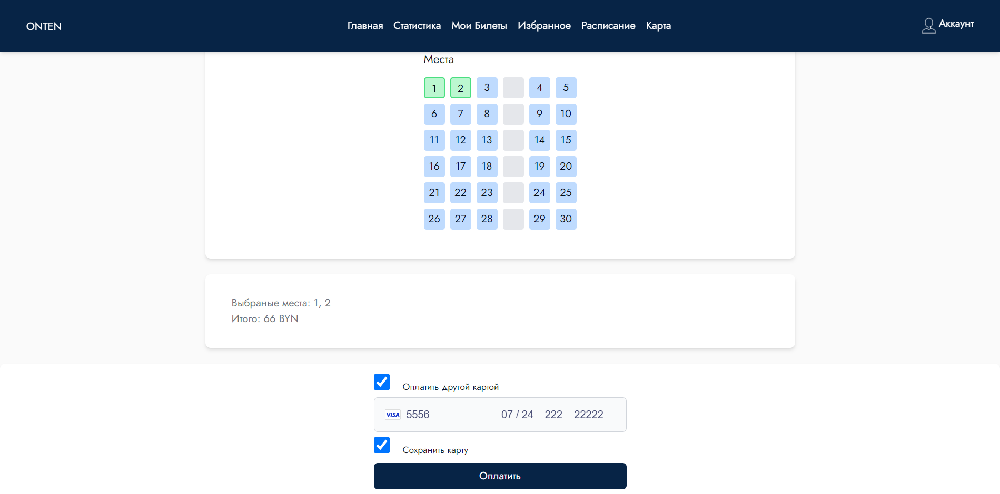 ONTEN
Главная Статистика Мои Билеты Избранное Расписание Карта
Аккаунт
Места
1 2 3 4 5
6 7 8 9 10
11 12 13 14 15
16 17 18 19 20
21 22 23 24 25
26 27 28 29 30
Выбраные места: 1, 2
Итого: 66 BYN
Оплатить другой картой
VISA 5556 07 / 24 222 22222
Сохранить карту
Оплатить